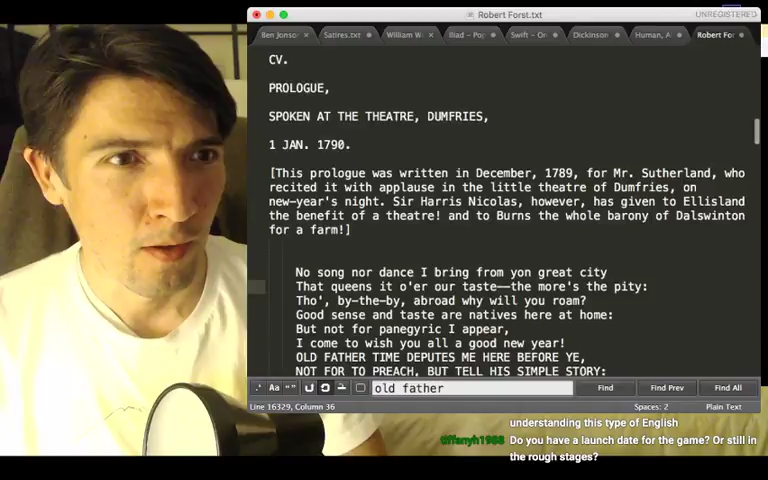 Robert Forst.txt
UNREGISTERED
Ben Jonso
Satires.txt
William W
Iliad - Pop
Swift - On
Dickinson
Human, A
Robert For
CV.
PROLOGUE,
SPOKEN AT THE THEATRE, DUMFRIES,
1 JAN. 1790.
[This prologue was written in December, 1789, for Mr. Sutherland, who
recited it with applause in the little theatre of Dumfries, on
new-year's night. Sir Harris Nicolas, however, has given to Ellisland
the benefit of a theatre! and to Burns the whole barony of Dalswinton
for a farm!]
No song nor dance I bring from yon great city
That queens it o'er our taste--the more's the pity:
Tho', by-the-by, abroad why will you roam?
Good sense and taste are natives here at home:
But not for panegyric I appear,
I come to wish you all a good new year!
OLD FATHER TIME DEPUTES ME HERE BEFORE YE,
NOT FOR TO PREACH, BUT TELL HIS SIMPLE STORY:
.* Aa “” old father Find Find Prev Find All
Line 16329, Column 36 Spaces: 2 Plain Text
understanding this type of English
tiffanyh1988 Do you have a launch date for the game? Or still in
the rough stages?